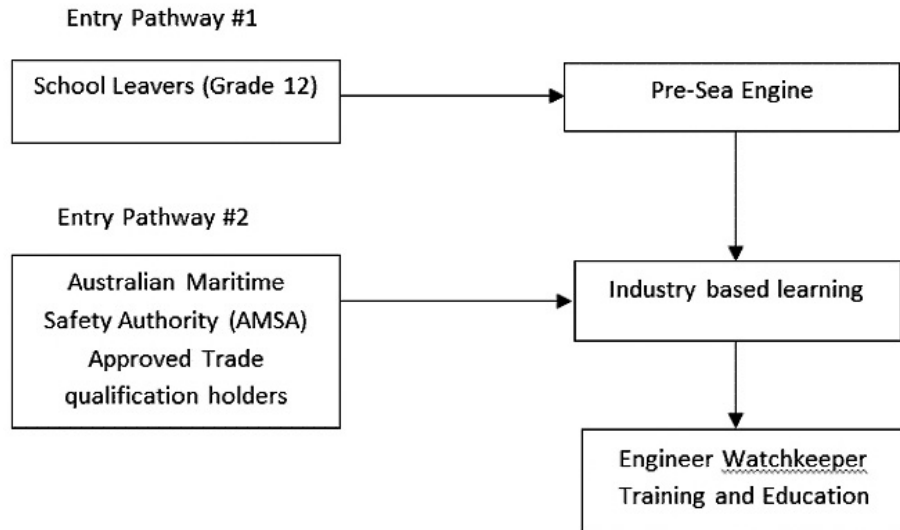 Entry Pathway #1
School Leavers (Grade 12)
Pre-Sea Engine
Entry Pathway #2
Australian Maritime
Safety Authority (AMSA)
Approved Trade
qualification holders
Industry based learning
Engineer Watchkeeper
Training and Education